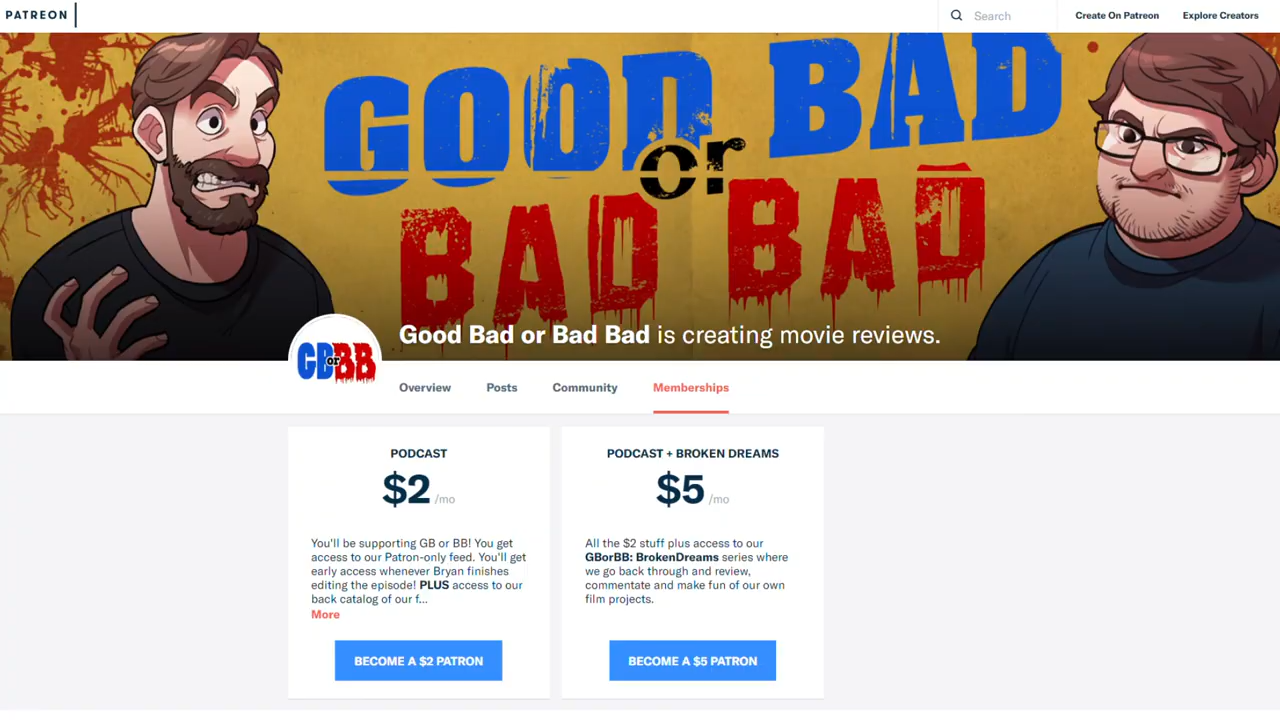 PATREON
Search
Create On Patreon
Explore Creators
GOOD BAD
or
BAD BAD
GB or BB
Good Bad or Bad Bad is creating movie reviews.
Overview
Posts
Community
Memberships
PODCAST
$2 /mo
You'll be supporting GB or BB! You get
access to our Patron-only feed. You'll get
early access whenever Bryan finishes
editing the episode! PLUS access to our
back catalog of our f...
More
BECOME A $2 PATRON
PODCAST + BROKEN DREAMS
$5 /mo
All the $2 stuff plus access to our
GBorBB: BrokenDreams series where
we go back through and review,
commentate and make fun of our own
film projects.
BECOME A $5 PATRON